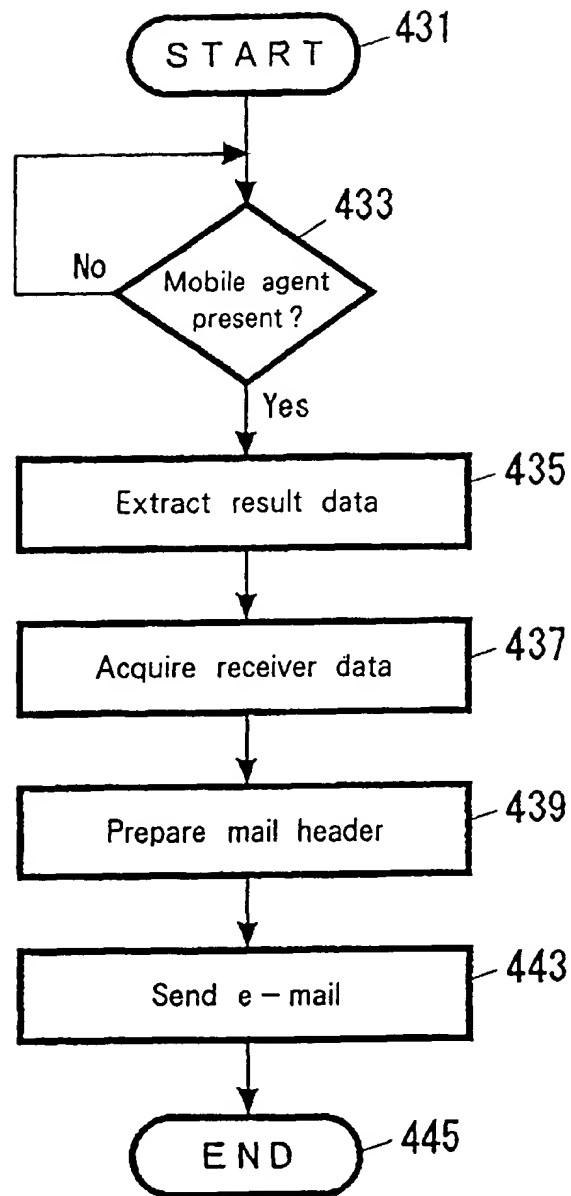 START
431
433
No
Mobile agent
present?
Yes
435
Extract result data
437
Acquire receiver data
439
Prepare mail header
443
Send e-mail
END
445